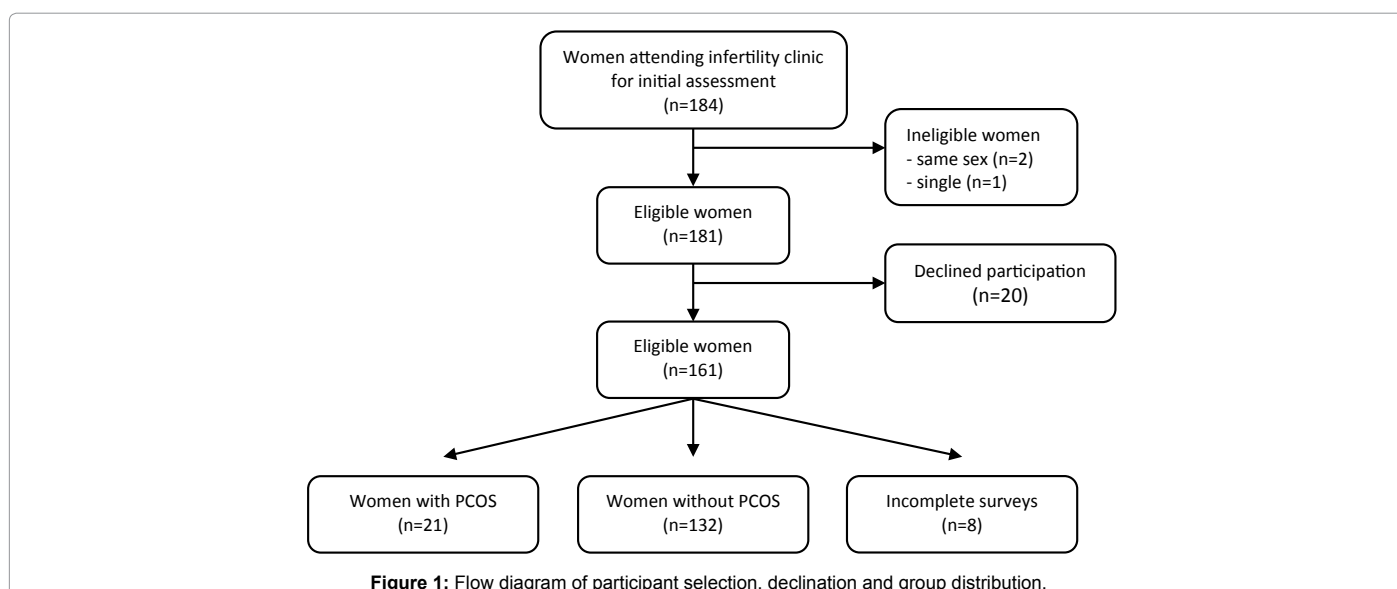 Women attending infertility clinic
for initial assessment
(n=184)
Ineligible women
- same sex (n=2)
- single (n=1)
Eligible women
(n=181)
Declined participation
(n=20)
Eligible women
(n=161)
Women with PCOS
(n=21)
Women without PCOS
(n=132)
Incomplete surveys
(n=8)
Figure 1: Flow diagram of participant selection, declination and group distribution.